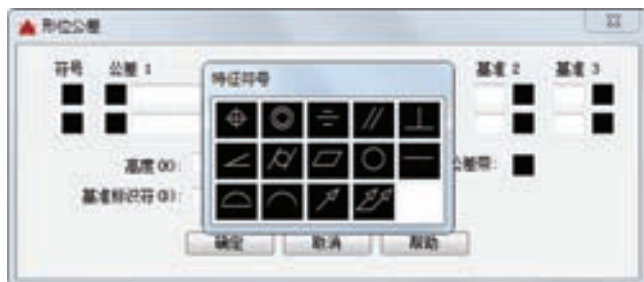 形位公差
符号 公差 1 基准 2 基准 3
特征符号
高度(H): 公差带:
基准标识符(D):
确定 取消 帮助